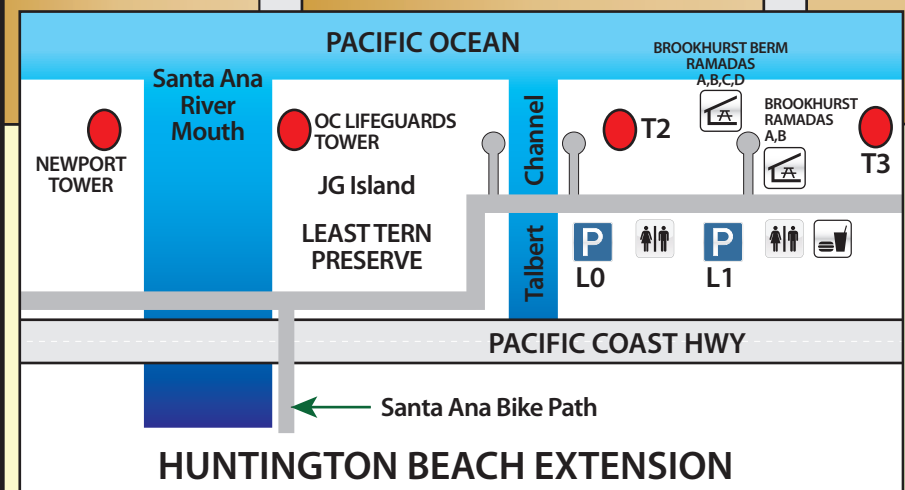 PACIFIC OCEAN
Santa Ana
River
Mouth
NEWPORT
TOWER
OC LIFEGUARDS
TOWER
JG Island
LEAST TERN
PRESERVE
Talbert Channel
T2
BROOKHURST BERM
RAMADAS
A,B,C,D
BROOKHURST
RAMADAS
A,B
T3
P
L0
P
L1
PACIFIC COAST HWY
Santa Ana Bike Path
HUNTINGTON BEACH EXTENSION